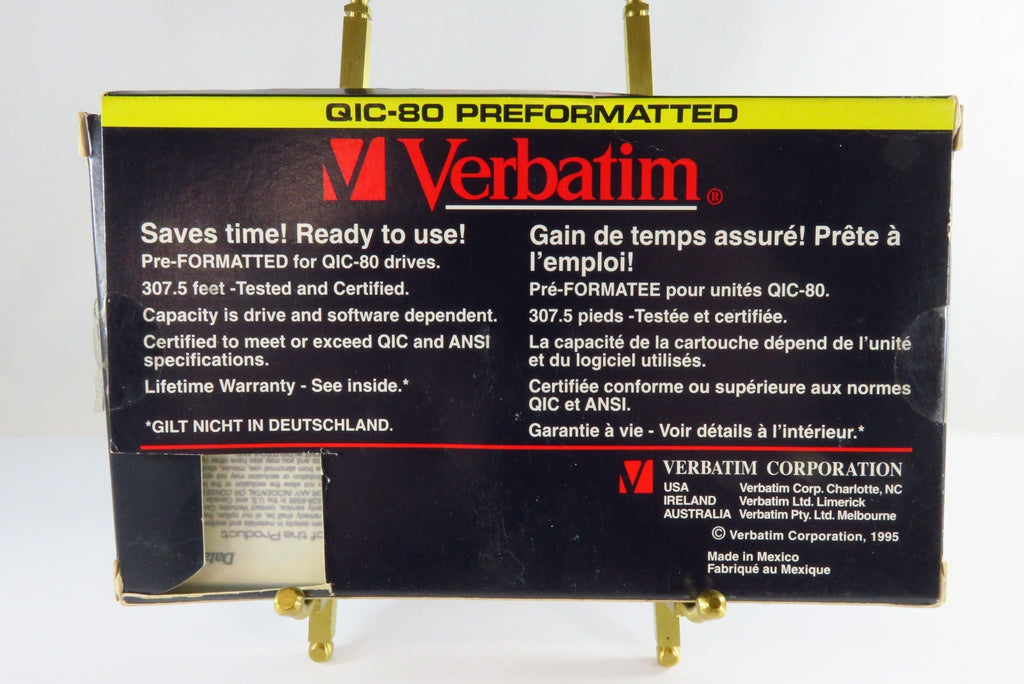 QIC-80 PREFORMATTED
Verbatim®
Saves time! Ready to use!
Pre-FORMATTED for QIC-80 drives.
307.5 feet -Tested and Certified.
Capacity is drive and software dependent.
Certified to meet or exceed QIC and ANSI
specifications.
Lifetime Warranty - See inside.*
*GILT NICHT IN DEUTSCHLAND.
Gain de temps assuré! Prête à
l'emploi!
Pré-FORMATEE pour unités QIC-80.
307.5 pieds -Testée et certifiée.
La capacité de la cartouche dépend de l'unité
et du logiciel utilisés.
Certifiée conforme ou supérieure aux normes
QIC et ANSI.
Garantie à vie - Voir détails à l'intérieur.*
VERBATIM CORPORATION
USA Verbatim Corp. Charlotte, NC
IRELAND Verbatim Ltd. Limerick
AUSTRALIA Verbatim Pty. Ltd. Melbourne
© Verbatim Corporation, 1995
Made in Mexico
Fabriqué au Mexique
of the Product